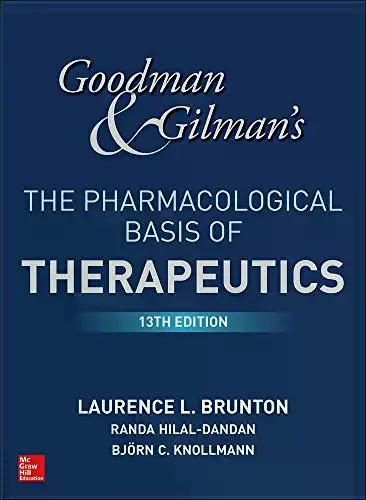 Goodman
& Gilman's
THE PHARMACOLOGICAL
BASIS OF
THERAPEUTICS
13TH EDITION
LAURENCE L. BRUNTON
RANDA HILAL-DANDAN
BJÖRN C. KNOLLMANN
Mc
Graw
Hill
Education